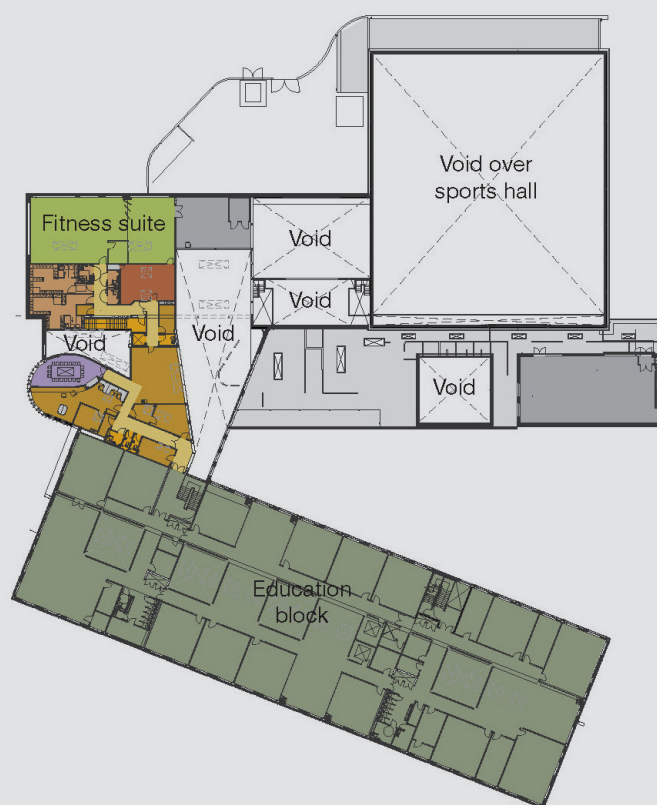 Void over
sports hall
Fitness suite
Void
Void
Void
Void
Void
Education
block